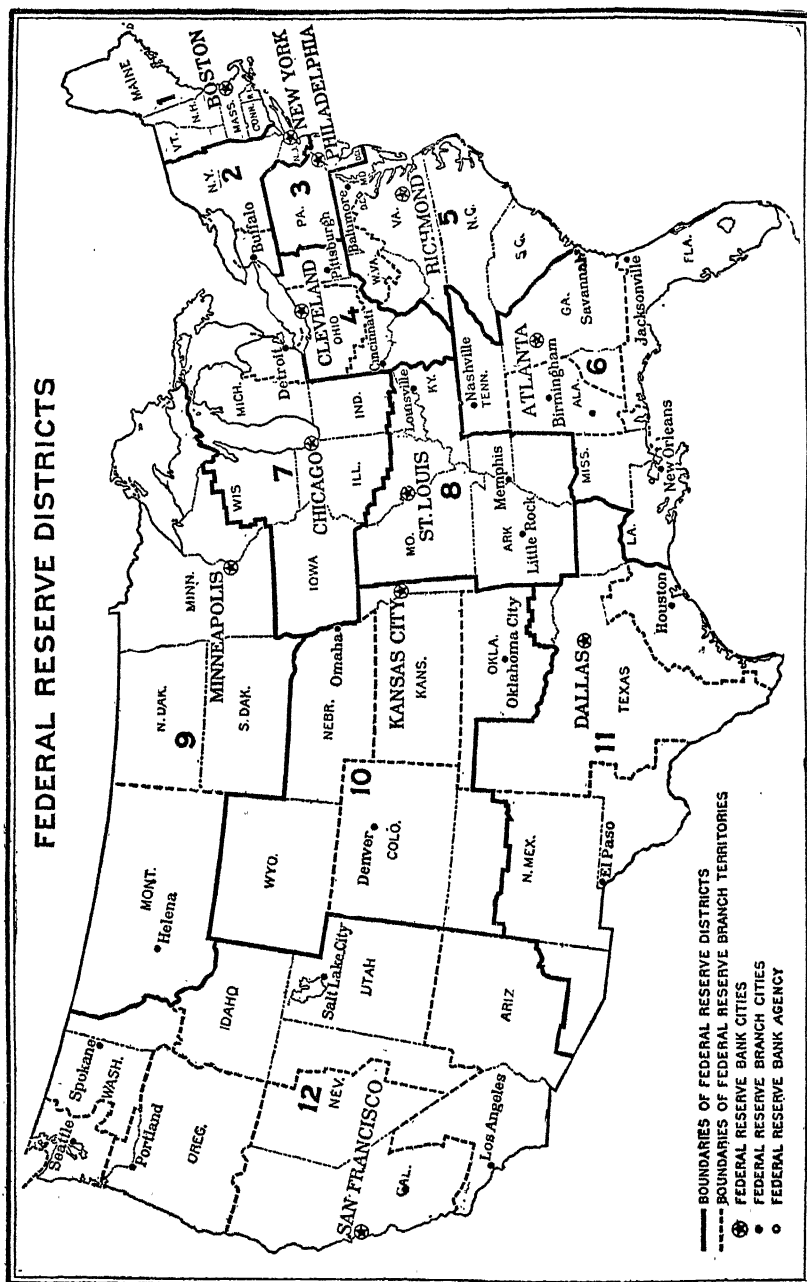 FEDERAL RESERVE DISTRICTS
MAINE
1
VT.
N.H.
BOSTON
MASS.
CONN.
R.I.
N.Y.
2
Buffalo
NEW YORK
N.J.
PHILADELPHIA
PA.
3
Pittsburgh
CLEVELAND
OHIO
4
Cincinnati
Baltimore
MD.
DEL.
D.C.
W.VA.
VA.
RICHMOND
5
N.C.
S.C.
MICH.
Detroit
WIS
7
CHICAGO
ILL.
IND.
IOWA
Louisville
KY.
MO.
ST. LOUIS
8
Memphis
ARK
Little Rock
Nashville
TENN.
ATLANTA
GA.
Savannah
Birmingham
ALA.
6
Jacksonville
FLA.
MISS.
New Orleans
LA.
MINN.
MINNEAPOLIS
N. DAK.
9
S. DAK.
MONT.
Helena
NEBR.
Omaha
KANSAS CITY
KANS.
10
WYO.
Denver
COLO.
OKLA.
Oklahoma City
DALLAS
TEXAS
11
Houston
N. MEX.
El Paso
Spokane
Seattle
WASH.
Portland
OREG.
IDAHO
Salt Lake City
UTAH
12
NEV.
SAN FRANCISCO
CAL.
Los Angeles
ARIZ
BOUNDARIES OF FEDERAL RESERVE DISTRICTS
BOUNDARIES OF FEDERAL RESERVE BRANCH TERRITORIES
FEDERAL RESERVE BANK CITIES
FEDERAL RESERVE BRANCH CITIES
FEDERAL RESERVE BANK AGENCY